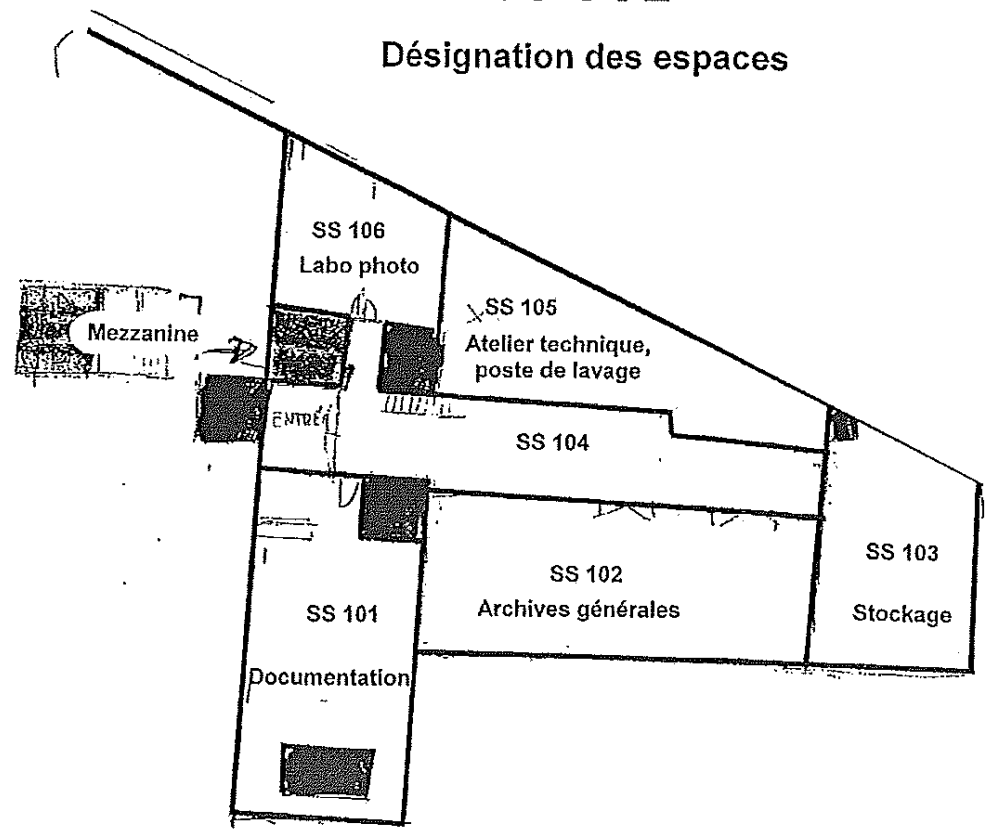 Désignation des espaces
SS 106
Labo photo
SS 105
Atelier technique,
poste de lavage
Mezzanine
ENTRÉE
SS 104
SS 103
Stockage
SS 102
Archives générales
SS 101
Documentation